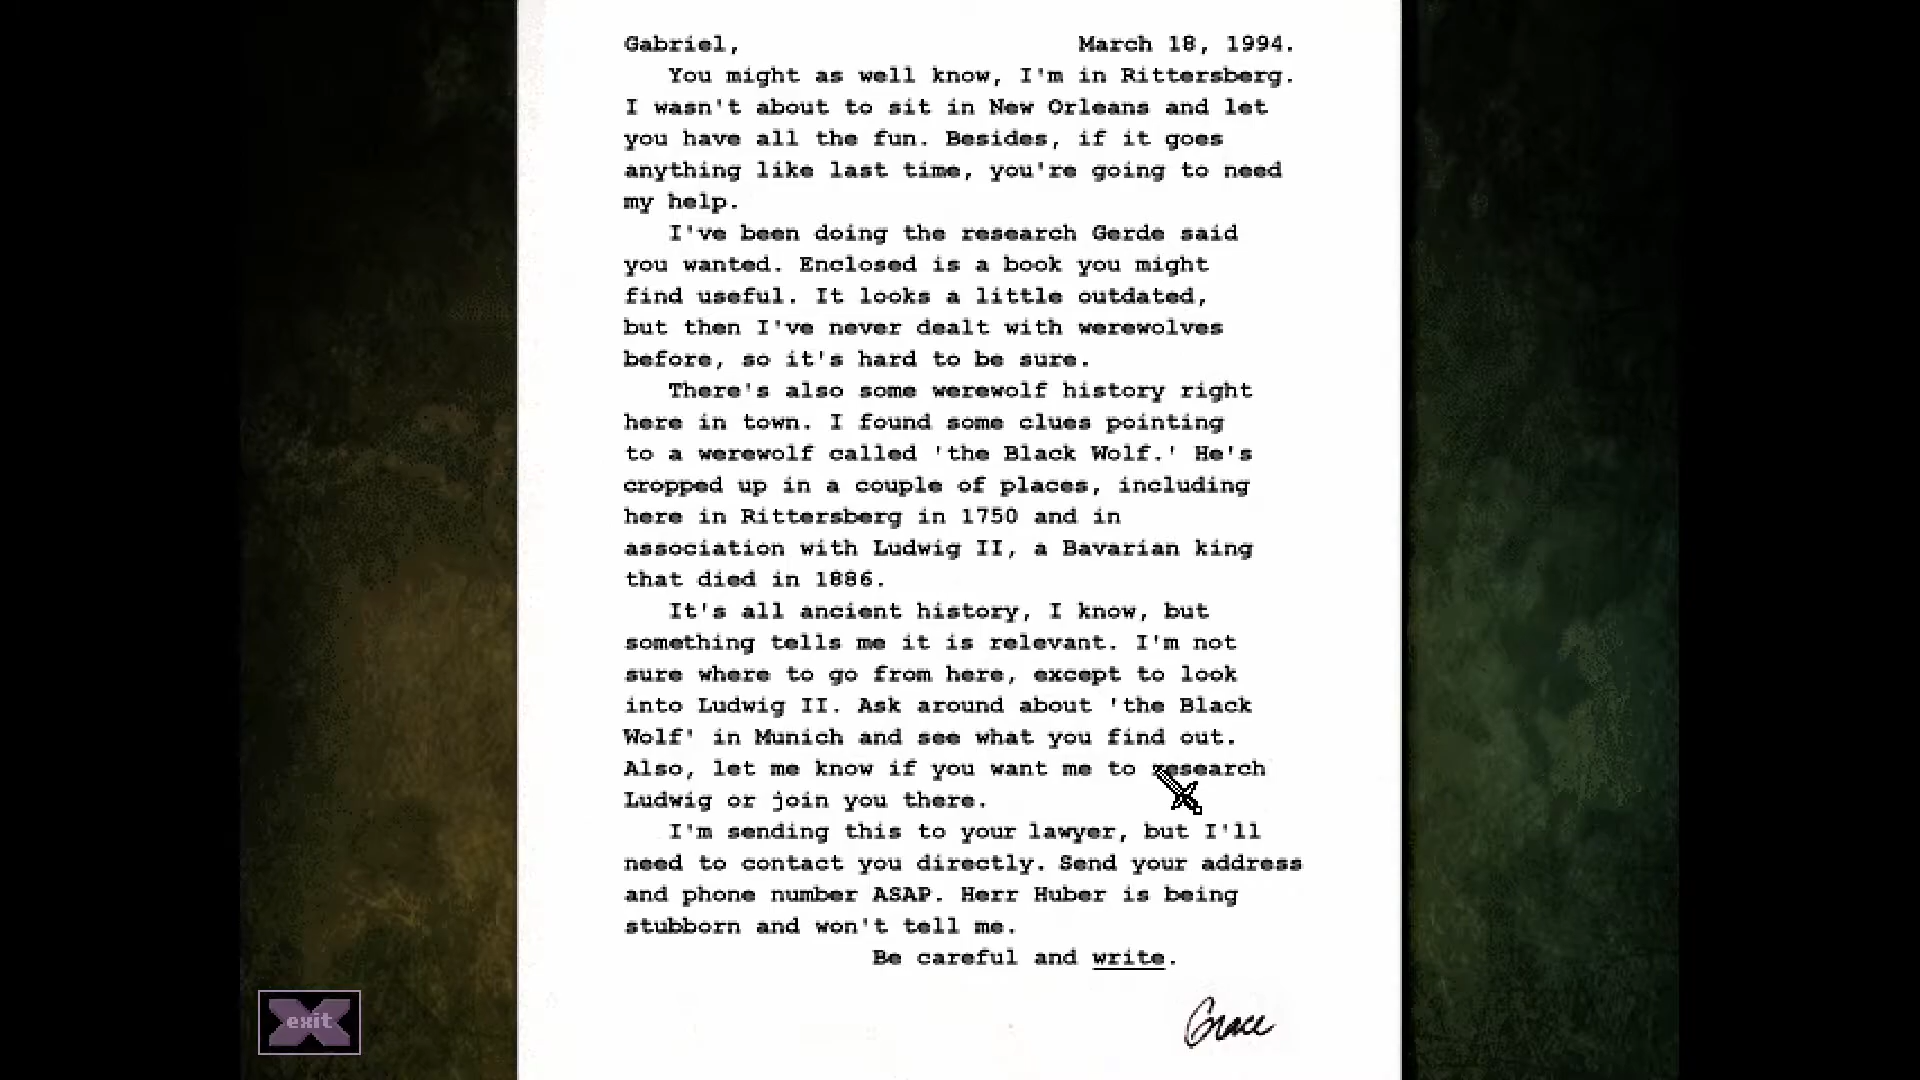 Gabriel, March 18, 1994.
You might as well know, I'm in Rittersberg.
I wasn't about to sit in New Orleans and let
you have all the fun. Besides, if it goes
anything like last time, you're going to need
my help.
I've been doing the research Gerde said
you wanted. Enclosed is a book you might
find useful. It looks a little outdated,
but then I've never dealt with werewolves
before, so it's hard to be sure.
There's also some werewolf history right
here in town. I found some clues pointing
to a werewolf called 'the Black Wolf.' He's
cropped up in a couple of places, including
here in Rittersberg in 1750 and in
association with Ludwig II, a Bavarian king
that died in 1886.
It's all ancient history, I know, but
something tells me it is relevant. I'm not
sure where to go from here, except to look
into Ludwig II. Ask around about 'the Black
Wolf' in Munich and see what you find out.
Also, let me know if you want me to research
Ludwig or join you there.
I'm sending this to your lawyer, but I'll
need to contact you directly. Send your address
and phone number ASAP. Herr Huber is being
stubborn and won't tell me.
Be careful and write.
Grace
exit